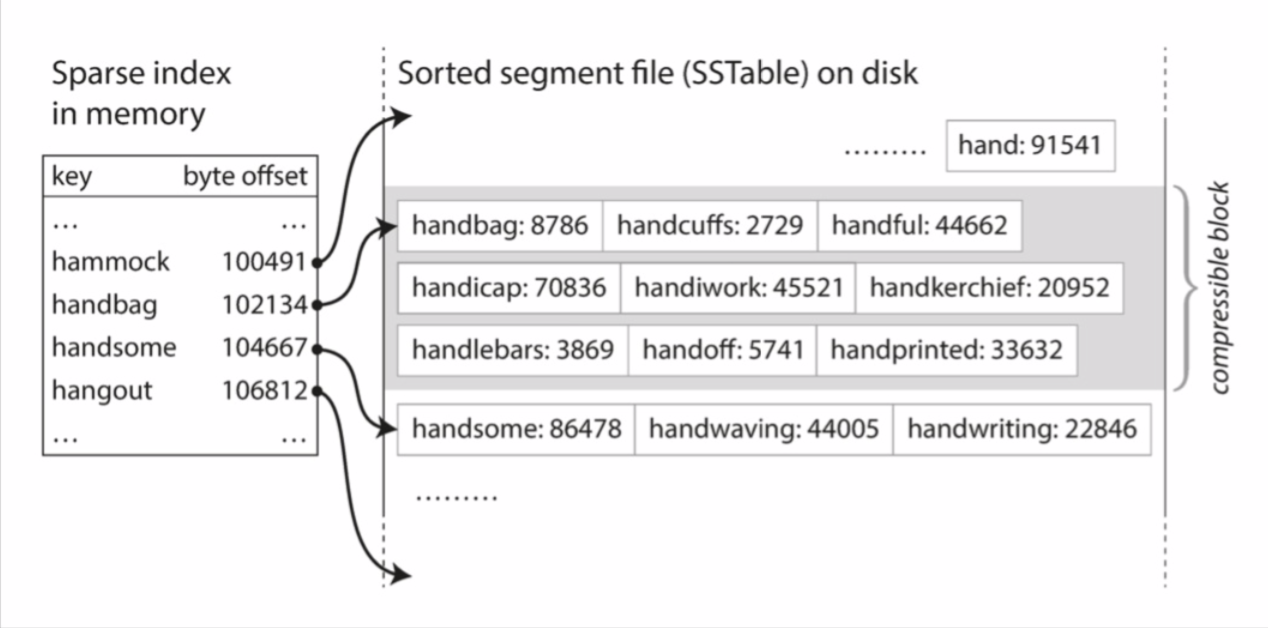 Sparse index
in memory
key byte offset
... ...
hammock 100491
handbag 102134
handsome 104667
hangout 106812
... ...
Sorted segment file (SSTable) on disk
......... hand: 91541
handbag: 8786 handcuffs: 2729 handful: 44662
handicap: 70836 handiwork: 45521 handkerchief: 20952
handlebars: 3869 handoff: 5741 handprinted: 33632
handsome: 86478 handwaving: 44005 handwriting: 22846
.........
compressible block